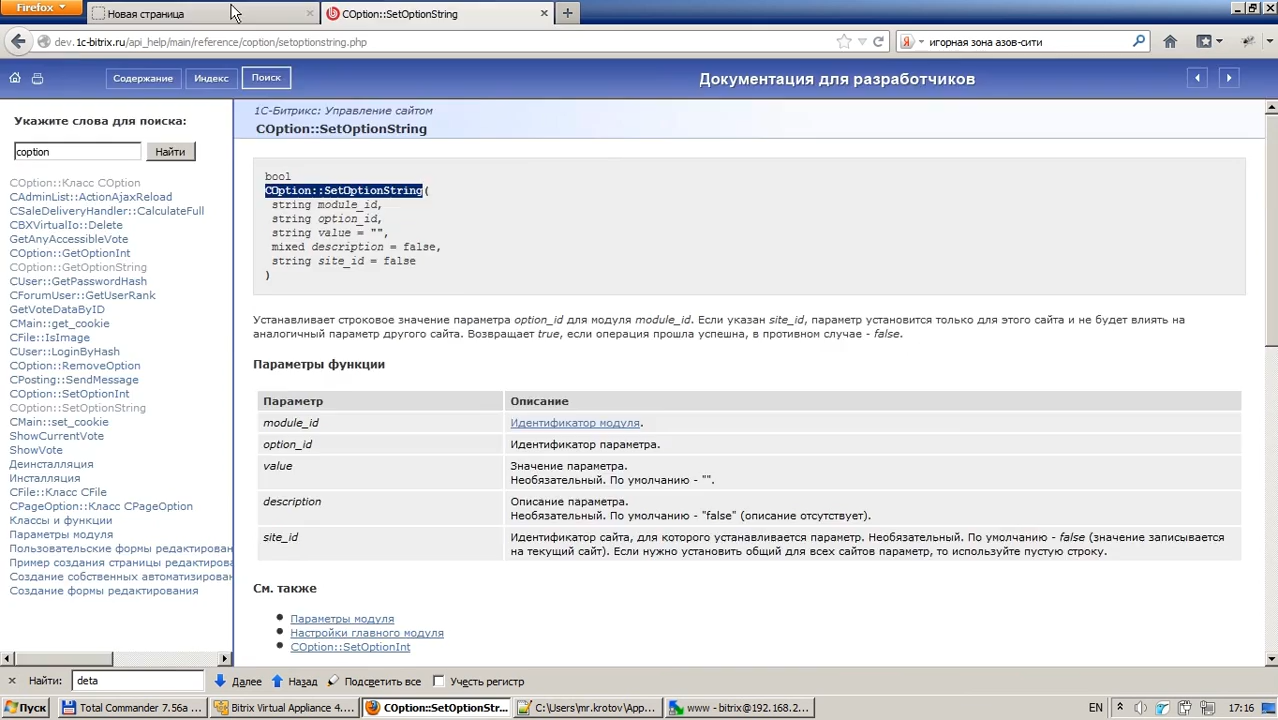 Firefox
Новая страница
COption::SetOptionString
dev.1c-bitrix.ru/api_help/main/reference/coption/setoptionstring.php
игорная зона азов-сити
Содержание
Индекс
Поиск
Документация для разработчиков
Укажите слова для поиска:
coption
Найти
COption::Класс COption
CAdminList::ActionAjaxReload
CSaleDeliveryHandler::CalculateFull
CBXVirtualIo::Delete
GetAnyAccessibleVote
COption::GetOptionInt
COption::GetOptionString
CUser::GetPasswordHash
CForumUser::GetUserRank
GetVoteDataByID
CMain::get_cookie
CFile::IsImage
CUser::LoginByHash
COption::RemoveOption
CPosting::SendMessage
COption::SetOptionInt
COption::SetOptionString
CMain::set_cookie
ShowCurrentVote
ShowVote
Деинсталляция
Инсталляция
CFile::Класс CFile
CPageOption::Класс CPageOption
Классы и функции
Параметры модуля
Пользовательские формы редактирован
Пример создания страницы редактирова
Создание собственных автоматизирован
Создание формы редактирования
1С-Битрикс: Управление сайтом
COption::SetOptionString
bool
COption::SetOptionString(
string module_id,
string option_id,
string value = "",
mixed description = false,
string site_id = false
)
Устанавливает строковое значение параметра option_id для модуля module_id. Если указан site_id, параметр установится только для этого сайта и не будет влиять на
аналогичный параметр другого сайта. Возвращает true, если операция прошла успешна, в противном случае - false.
Параметры функции
Параметр Описание
module_id Идентификатор модуля.
option_id Идентификатор параметра.
value Значение параметра.
Необязательный. По умолчанию - "".
description Описание параметра.
Необязательный. По умолчанию - "false" (описание отсутствует).
site_id Идентификатор сайта, для которого устанавливается параметр. Необязательный. По умолчанию - false (значение записывается
на текущий сайт). Если нужно установить общий для всех сайтов параметр, то используйте пустую строку.
См. также
Параметры модуля
Настройки главного модуля
COption::SetOptionInt
Найти: deta Далее Назад Подсветить все Учесть регистр
Пуск Total Commander 7.56a ... Bitrix Virtual Appliance 4.... COption::SetOptionStr... C:\Users\mr.krotov\App... www - bitrix@192.168.2... EN 17:16